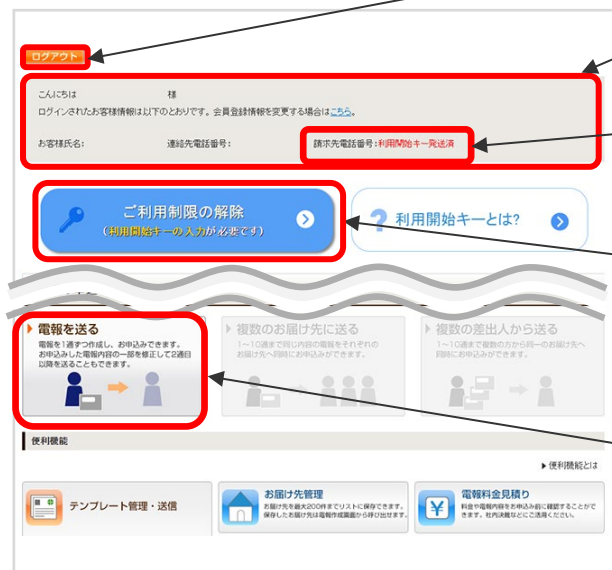 ログアウト
こんにちは 様
ログインされたお客様情報は以下のとおりです。会員登録情報を変更する場合はこちら。
お客様氏名: 連絡先電話番号: 請求先電話番号:利用開始キー発送済
ご利用制限の解除
(利用開始キーの入力が必要です)
利用開始キーとは?
電報を送る
電報を1通ずつ作成し、お申込みできます。
お申込みした電報内容の一部を修正して2通目
以降を送ることもできます。
複数のお届け先に送る
1～10通まで同じ内容の電報をそれぞれの
お届け先へ同時にお申込みができます。
複数の差出人から送る
1～10通まで複数の方から同一のお届け先へ
同時にお申込みができます。
便利機能
便利機能とは
テンプレート管理・送信
お届け先管理
お届け先を最大200件までリストに保存できます。
保存したお届け先は電報作成画面から呼び出せます。
電報料金見積り
料金や電報内容をお申込み前に確認することがで
きます。社内決裁などにご活用ください。